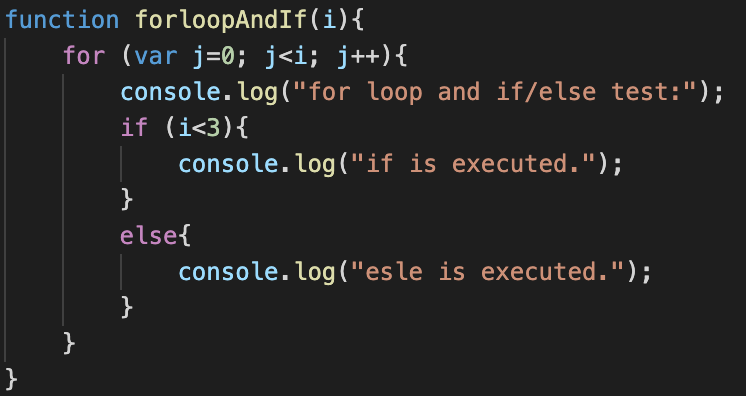 function forloopAndIf(i){
    for (var j=0; j<i; j++){
        console.log("for loop and if/else test:");
        if (i<3){
            console.log("if is executed.");
        }
        else{
            console.log("esle is executed.");
        }
    }
}